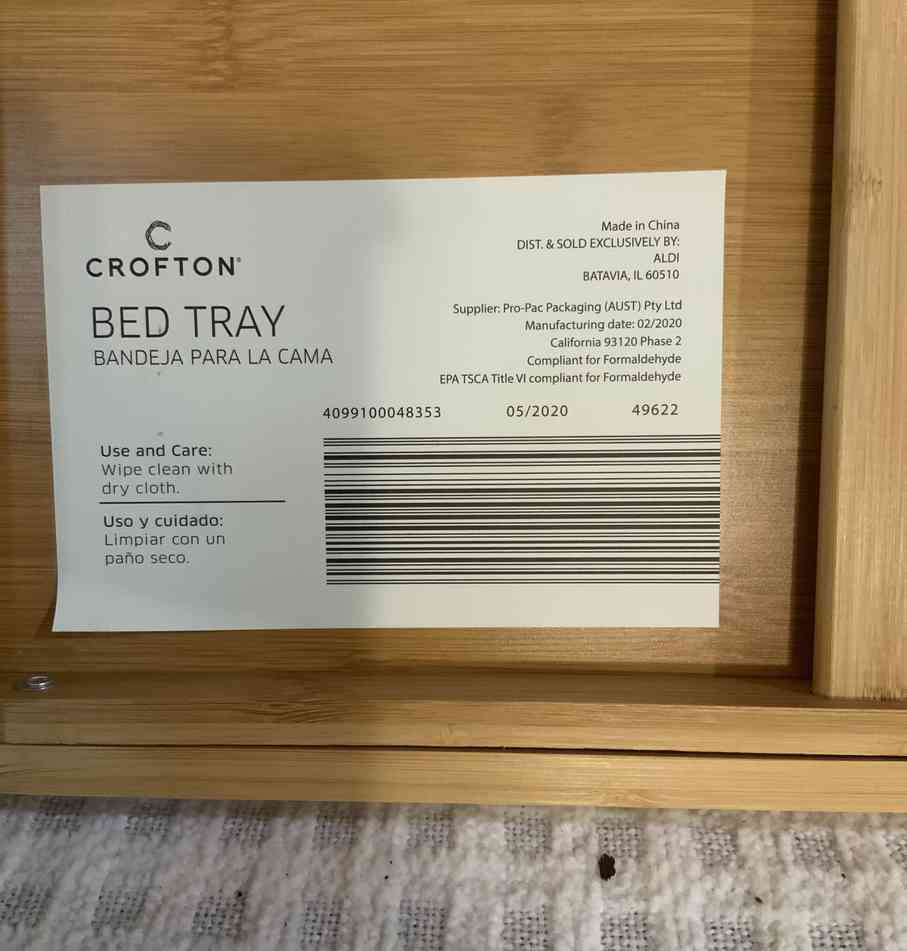 CROFTON®
BED TRAY
BANDEJA PARA LA CAMA
Made in China
DIST. & SOLD EXCLUSIVELY BY:
ALDI
BATAVIA, IL 60510
Supplier: Pro-Pac Packaging (AUST) Pty Ltd
Manufacturing date: 02/2020
California 93120 Phase 2
Compliant for Formaldehyde
EPA TSCA Title VI compliant for Formaldehyde
4099100048353 05/2020 49622
Use and Care:
Wipe clean with
dry cloth.
Uso y cuidado:
Limpiar con un
paño seco.